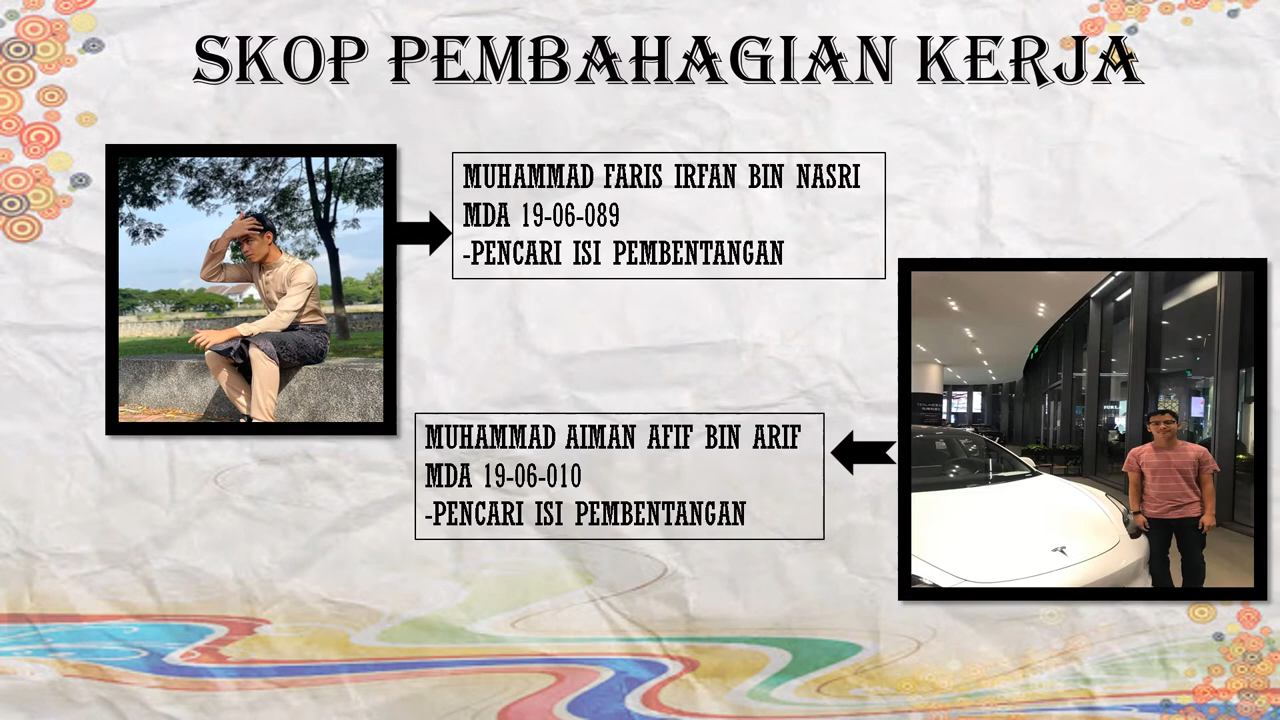 SKOP PEMBAHAGIAN KERJA
MUHAMMAD FARIS IRFAN BIN NASRI
MDA 19-06-089
-PENCARI ISI PEMBENTANGAN
MUHAMMAD AIMAN AFIF BIN ARIF
MDA 19-06-010
-PENCARI ISI PEMBENTANGAN